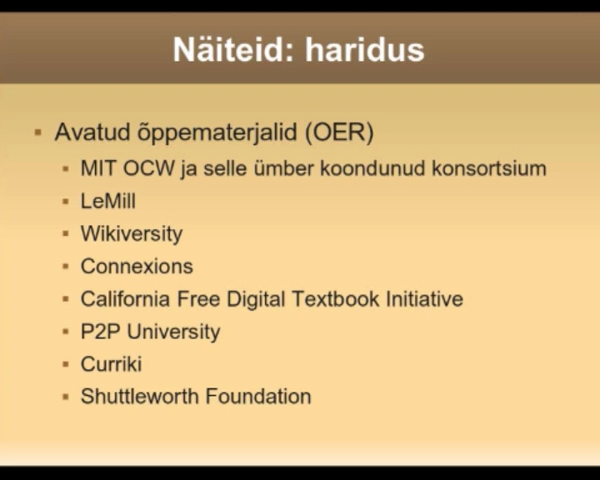 Näiteid: haridus
Avatud õppematerjalid (OER)
MIT OCW ja selle ümber koondunud konsortsium
LeMill
Wikiversity
Connexions
California Free Digital Textbook Initiative
P2P University
Curriki
Shuttleworth Foundation